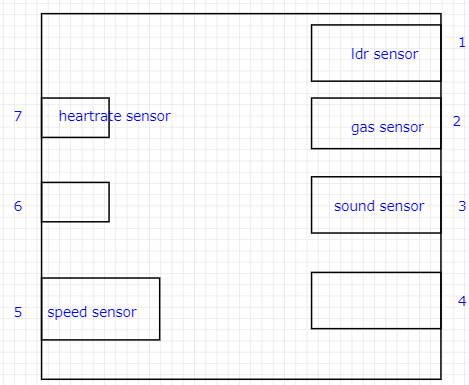 ldr sensor 1
7 heartrate sensor
gas sensor 2
6
sound sensor 3
5 speed sensor
4